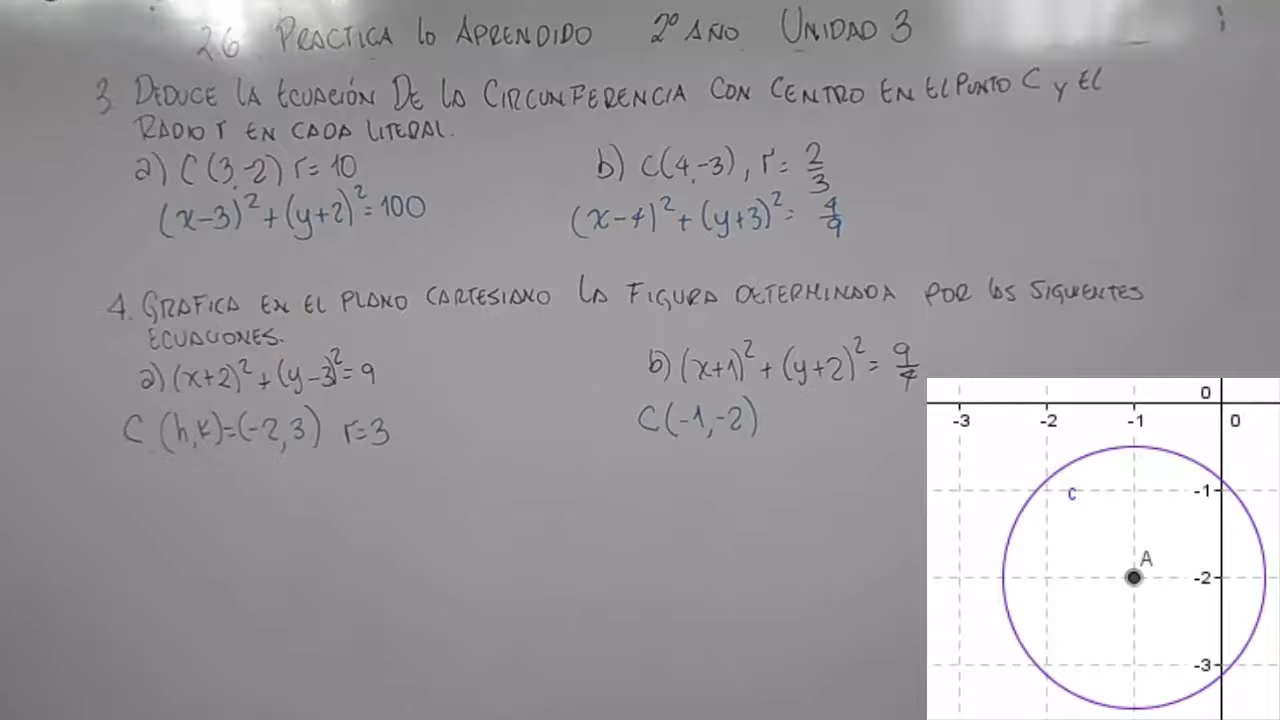 2.6 PRACTICA lo APRENDIDO 2º AÑO UNIDAD 3
3. DEDUCE LA ECUACIÓN DE LA CIRCUNFERENCIA CON CENTRO EN EL PUNTO C y EL
RADIO r EN CADA LITERAL.
a) C(3,-2) r=10
b) C(4,-3), r= 2/3
(x-3)²+(y+2)²=100
(x-4)²+(y+3)²= 4/9
4. GRAFICA EN EL PLANO CARTESIANO LA FIGURA DETERMINADA POR LAS SIGUIENTES
ECUACIONES.
a) (x+2)²+(y-3)²=9
b) (x+1)²+(y+2)²= 9/4
C (h,k)=(-2,3) r=3
C(-1,-2)
0
-3 -2 -1 0
c -1
A
-2
-3